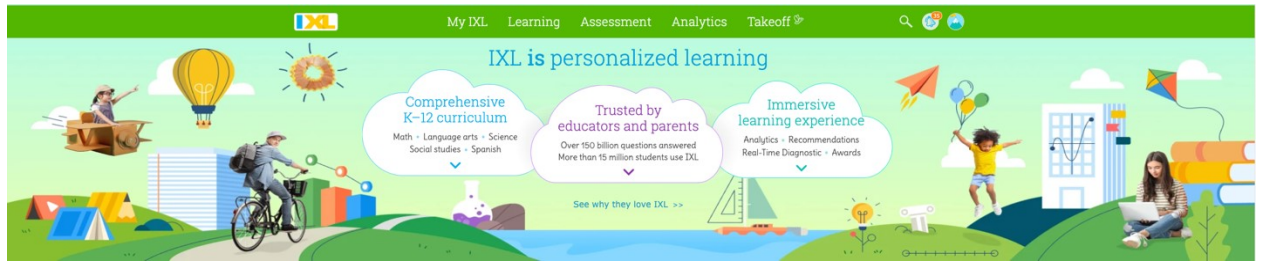 IXL
My IXL Learning Assessment Analytics Takeoff
IXL is personalized learning
Comprehensive
K–12 curriculum
Math • Language arts • Science
Social studies • Spanish
Trusted by
educators and parents
Over 150 billion questions answered
More than 15 million students use IXL
Immersive
learning experience
Analytics • Recommendations
Real-Time Diagnostic • Awards
See why they love IXL >>